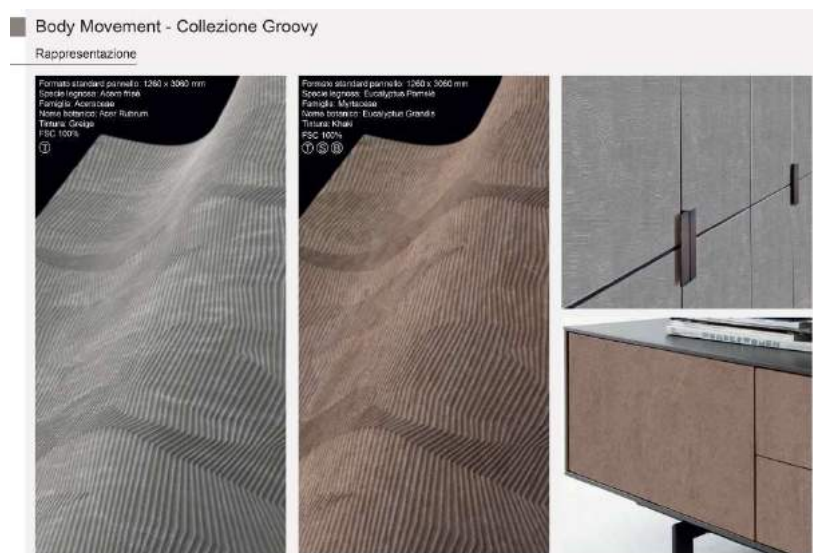 Body Movement - Collezione Groovy
Rappresentazione
Formato standard pannello: 1260 x 3060 mm
Specie legnosa: Acero frisé
Famiglia: Aceraceae
Nome botanico: Acer Rubrum
Tintura: Greige
FSC 100%
T
Formato standard pannello: 1260 x 3060 mm
Specie legnosa: Eucalyptus Pomelè
Famiglia: Myrtaceae
Nome botanico: Eucalyptus Grandis
Tintura: Khaki
FSC 100%
T S B